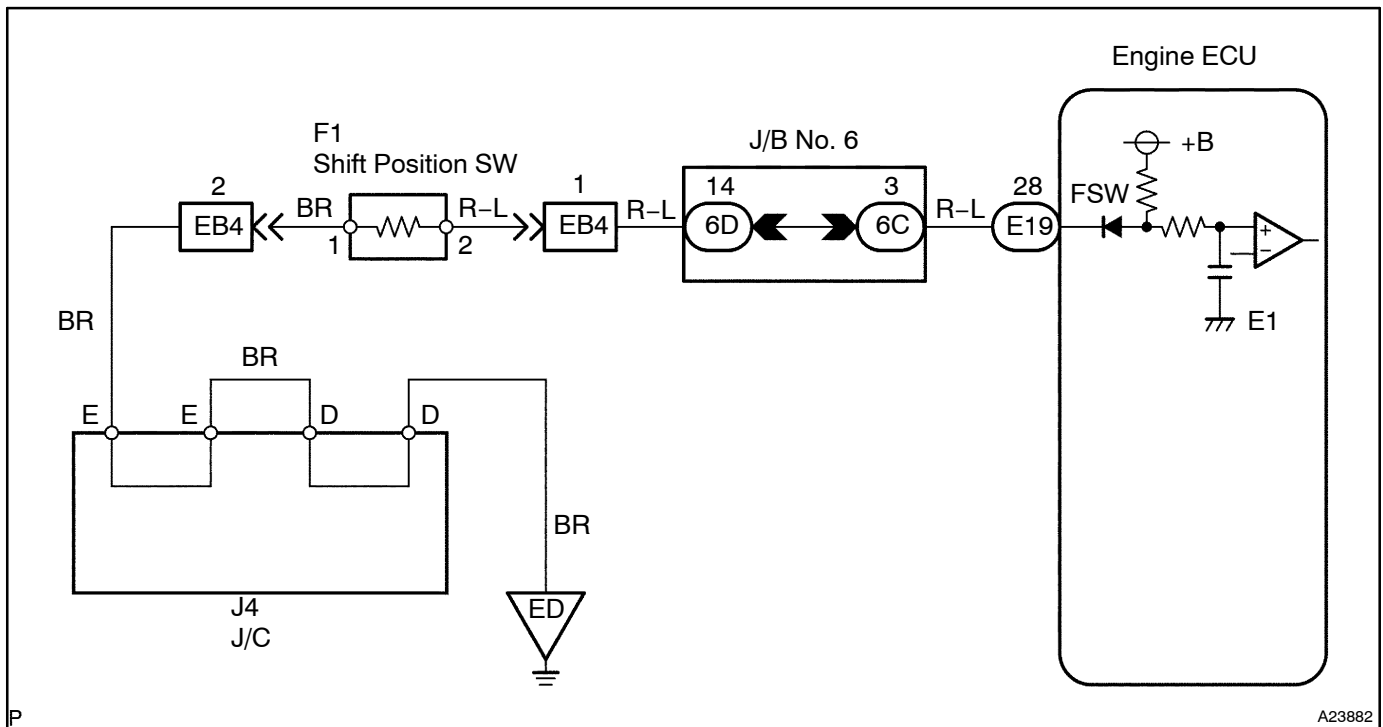 Engine ECU
F1
Shift Position SW
J/B No. 6
+B
2
BR
R–L
1
14
3
28
FSW
EB4
1
2
EB4
R–L
6D
6C
R–L
E19
+
−
E1
BR
BR
E
E
D
D
BR
J4
J/C
ED
P
A23882